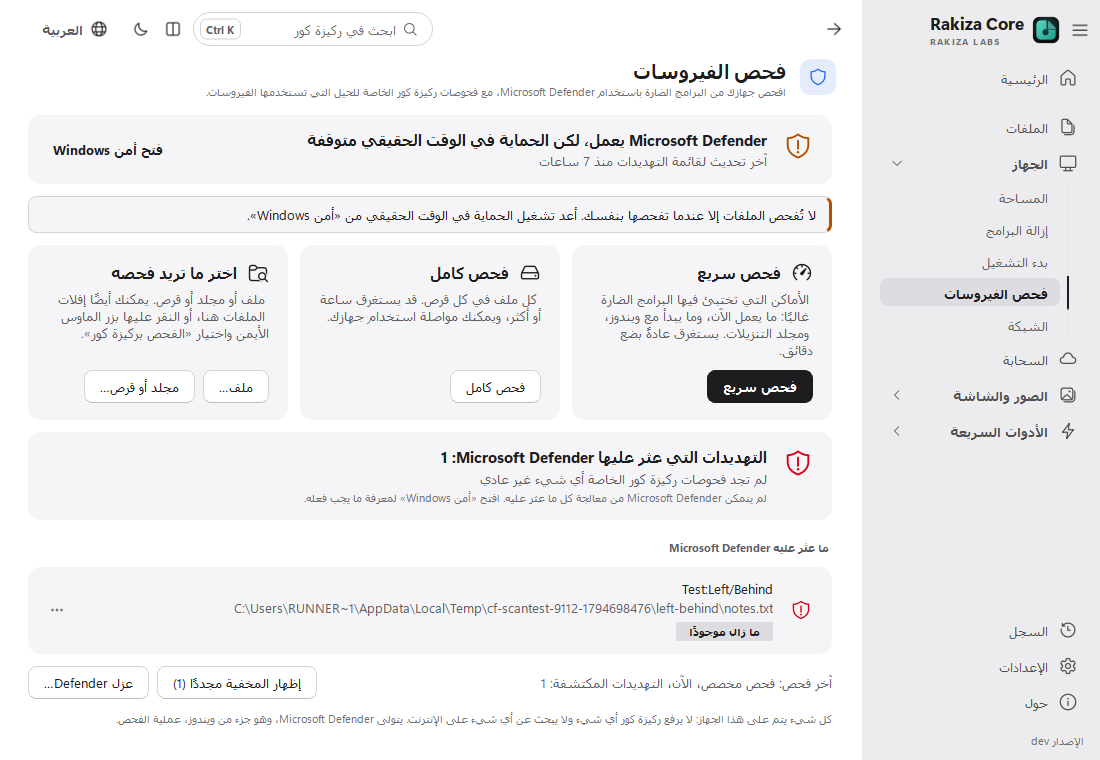 Rakiza Core
RAKIZA LABS
الرئيسية
الملفات
الجهاز
المساحة
إزالة البرامج
بدء التشغيل
فحص الفيروسات
الشبكة
السحابة
الصور والشاشة
الأدوات السريعة
السجل
الإعدادات
حول
الإصدار dev
ابحث في ركيزة كور
Ctrl K
العربية
فحص الفيروسات
افحص جهازك من البرامج الضارة باستخدام Microsoft Defender، مع فحوصات ركيزة كور الخاصة للحيل التي تستخدمها الفيروسات.
Microsoft Defender يعمل، لكن الحماية في الوقت الحقيقي متوقفة
آخر تحديث لقائمة التهديدات منذ 7 ساعات
فتح أمن Windows
لا تُفحص الملفات إلا عندما تفحصها بنفسك. أعد تشغيل الحماية في الوقت الحقيقي من «أمن Windows».
فحص سريع
الأماكن التي تختبئ فيها البرامج الضارة
غالبًا: ما يعمل الآن، وما يبدأ مع ويندوز،
ومجلد التنزيلات. يستغرق عادةً بضع
دقائق.
فحص سريع
فحص كامل
كل ملف في كل قرص. قد يستغرق ساعة
أو أكثر، ويمكنك مواصلة استخدام جهازك.
فحص كامل
اختر ما تريد فحصه
ملف أو مجلد أو قرص. يمكنك أيضًا إفلات
الملفات هنا، أو النقر عليها بزر الماوس
الأيمن واختيار «الفحص بركيزة كور».
ملف...
مجلد أو قرص...
التهديدات التي عثر عليها Microsoft Defender: 1
لم تجد فحوصات ركيزة كور الخاصة أي شيء غير عادي
لم يتمكن Microsoft Defender من معالجة كل ما عثر عليه. افتح «أمن Windows» لمعرفة ما يجب فعله.
ما عثر عليه Microsoft Defender
Test:Left/Behind
C:\Users\RUNNER~1\AppData\Local\Temp\cf-scantest-9112-1794698476\left-behind\notes.txt
ما زال موجودًا
آخر فحص: فحص مخصص، الآن، التهديدات المكتشفة: 1
إظهار المخفية مجددًا (1)
عزل Defender...
كل شيء يتم على هذا الجهاز: لا يرفع ركيزة كور أي شيء ولا يبحث عن أي شيء على الإنترنت. يتولى Microsoft Defender، وهو جزء من ويندوز، عملية الفحص.